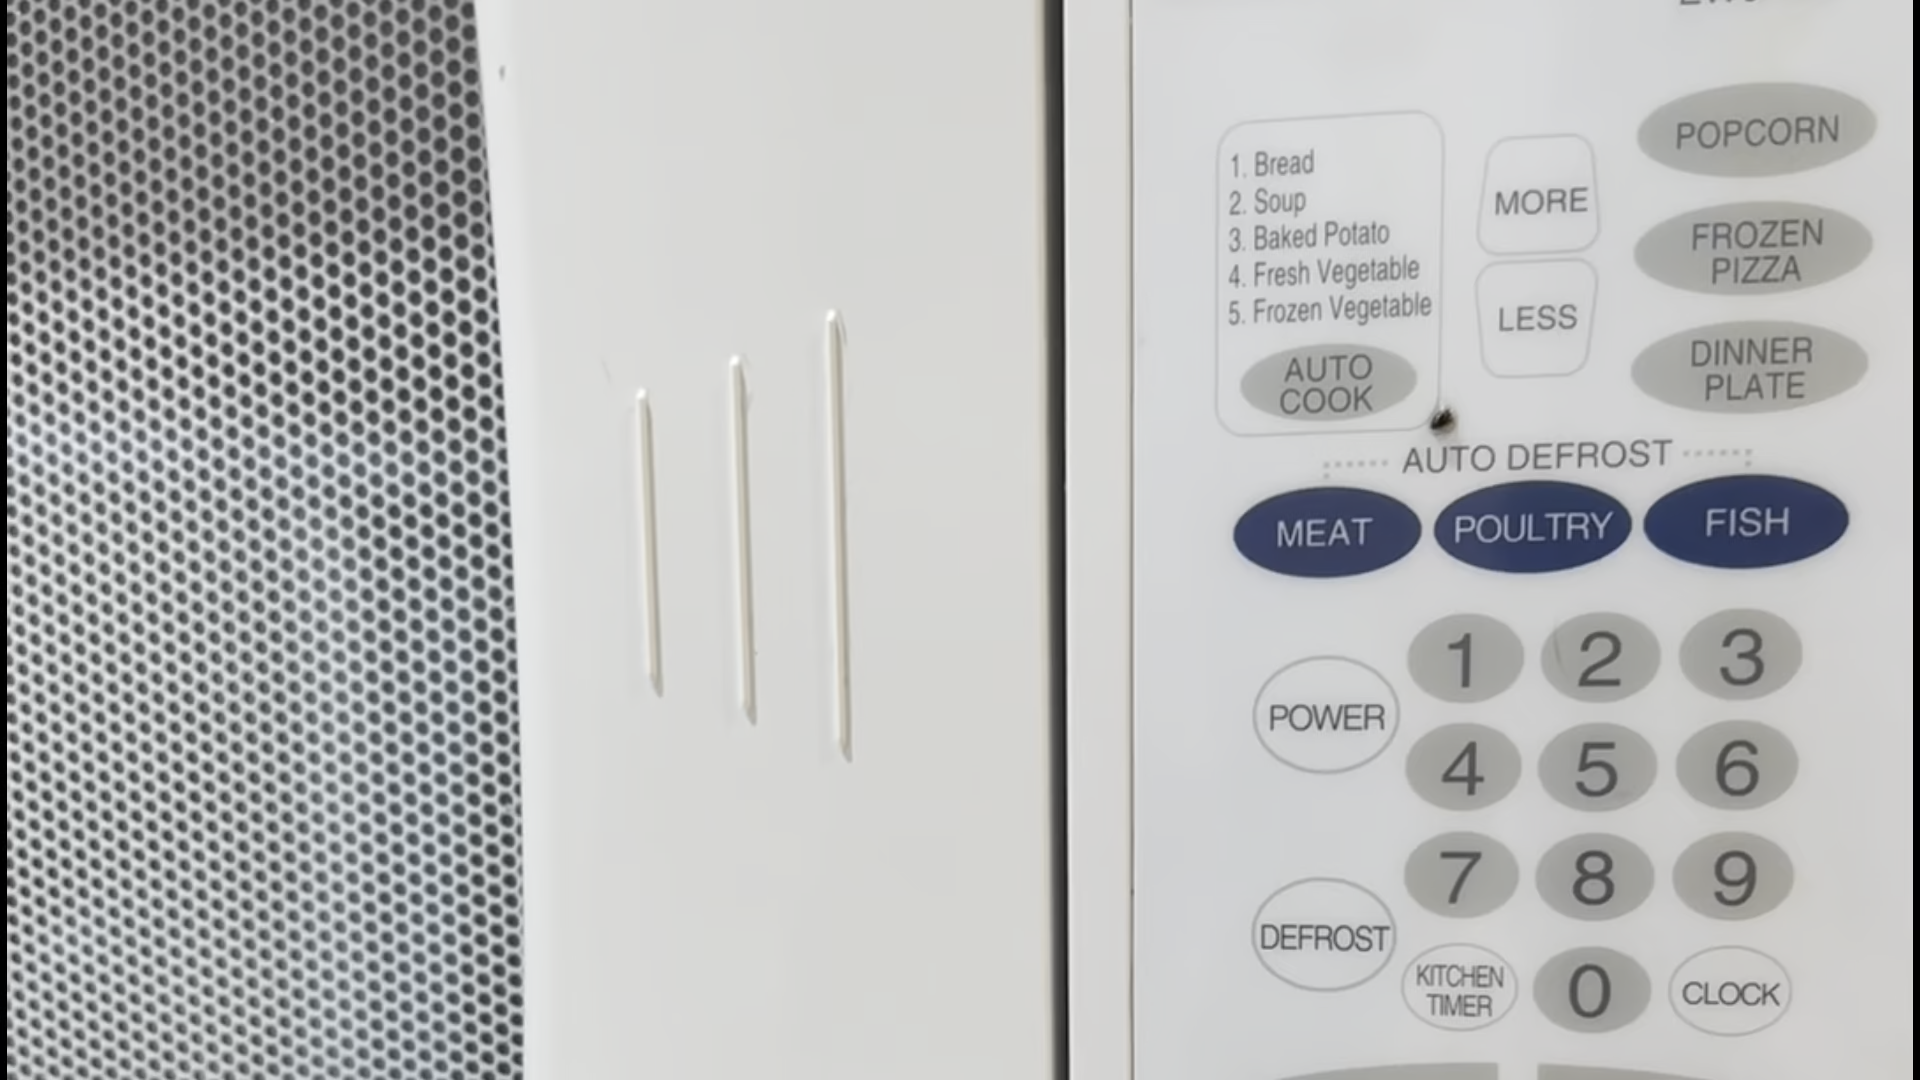 1. Bread
2. Soup
3. Baked Potato
4. Fresh Vegetable
5. Frozen Vegetable
AUTO
COOK
MORE
LESS
POPCORN
FROZEN
PIZZA
DINNER
PLATE
AUTO DEFROST
MEAT POULTRY FISH
POWER
1 2 3
4 5 6
DEFROST
7 8 9
KITCHEN
TIMER
0
CLOCK